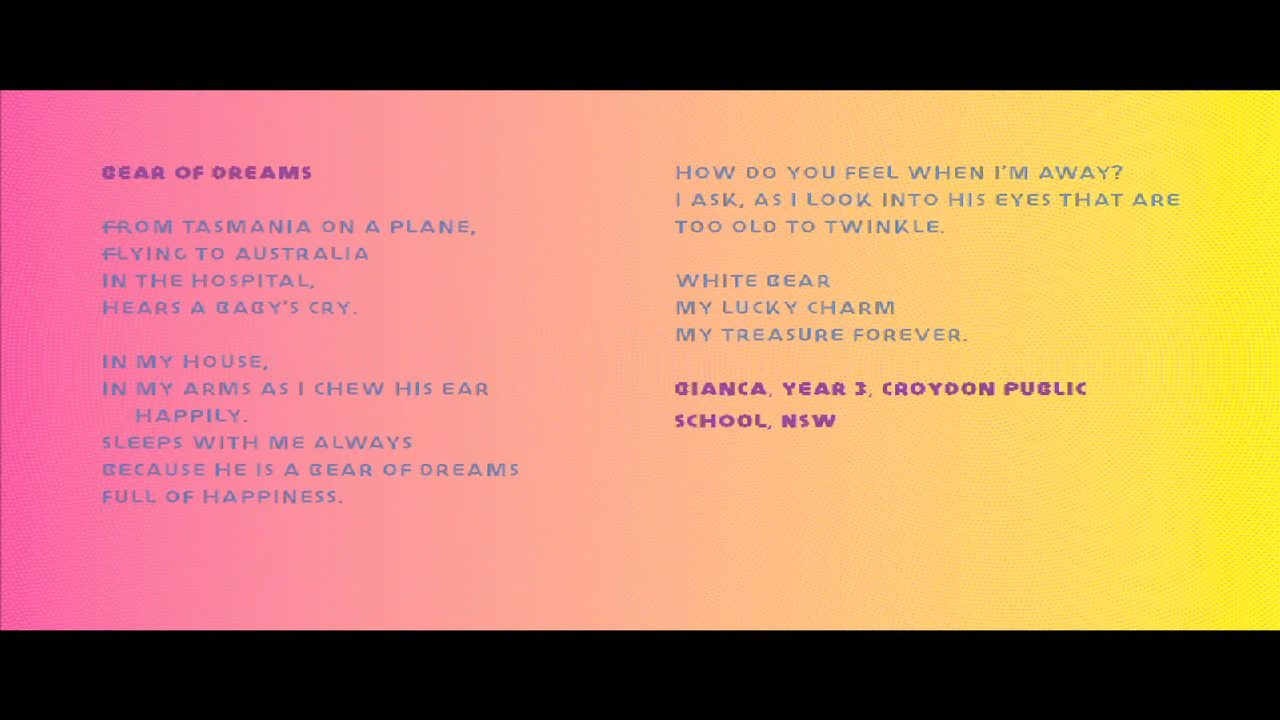 BEAR OF DREAMS
FROM TASMANIA ON A PLANE,
FLYING TO AUSTRALIA
IN THE HOSPITAL,
HEARS A BABY'S CRY.
IN MY HOUSE,
IN MY ARMS AS I CHEW HIS EAR
HAPPILY.
SLEEPS WITH ME ALWAYS
BECAUSE HE IS A BEAR OF DREAMS
FULL OF HAPPINESS.
HOW DO YOU FEEL WHEN I'M AWAY?
I ASK, AS I LOOK INTO HIS EYES THAT ARE
TOO OLD TO TWINKLE.
WHITE BEAR
MY LUCKY CHARM
MY TREASURE FOREVER.
BIANCA, YEAR 3, CROYDON PUBLIC
SCHOOL, NSW